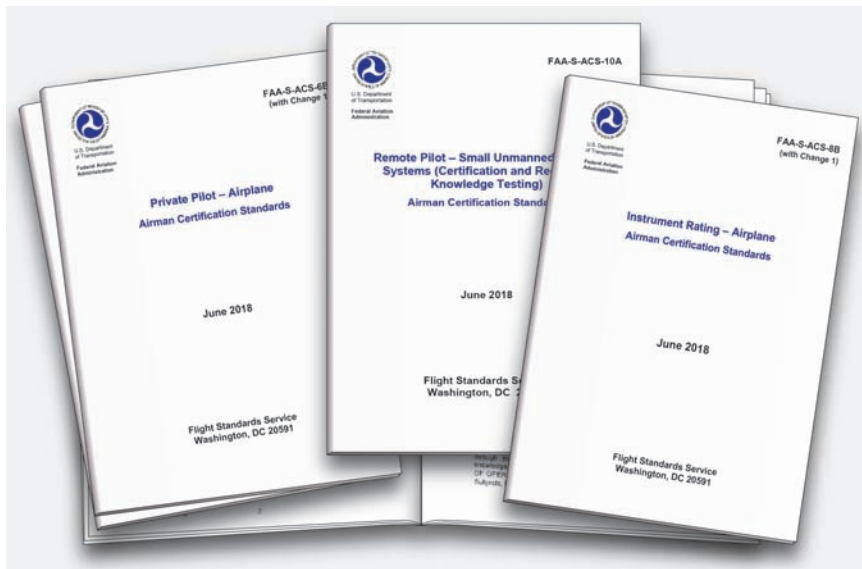 FAA-S-ACS-6B
(with Change 1)
U.S. Department
of Transportation
Federal Aviation
Administration
Private Pilot – Airplane
Airman Certification Standards
June 2018
Flight Standards Service
Washington, DC 20591
FAA-S-ACS-10A
U.S. Department
of Transportation
Federal Aviation
Administration
Remote Pilot – Small Unmanned
Systems (Certification and
Knowledge Testing)
Airman Certification
June 2018
Flight Standards
Washington, DC
FAA-S-ACS-8B
(with Change 1)
U.S. Department
of Transportation
Federal Aviation
Administration
Instrument Rating – Airplane
Airman Certification Standards
June 2018
Flight Standards Service
Washington, DC 20591
through
OF
2